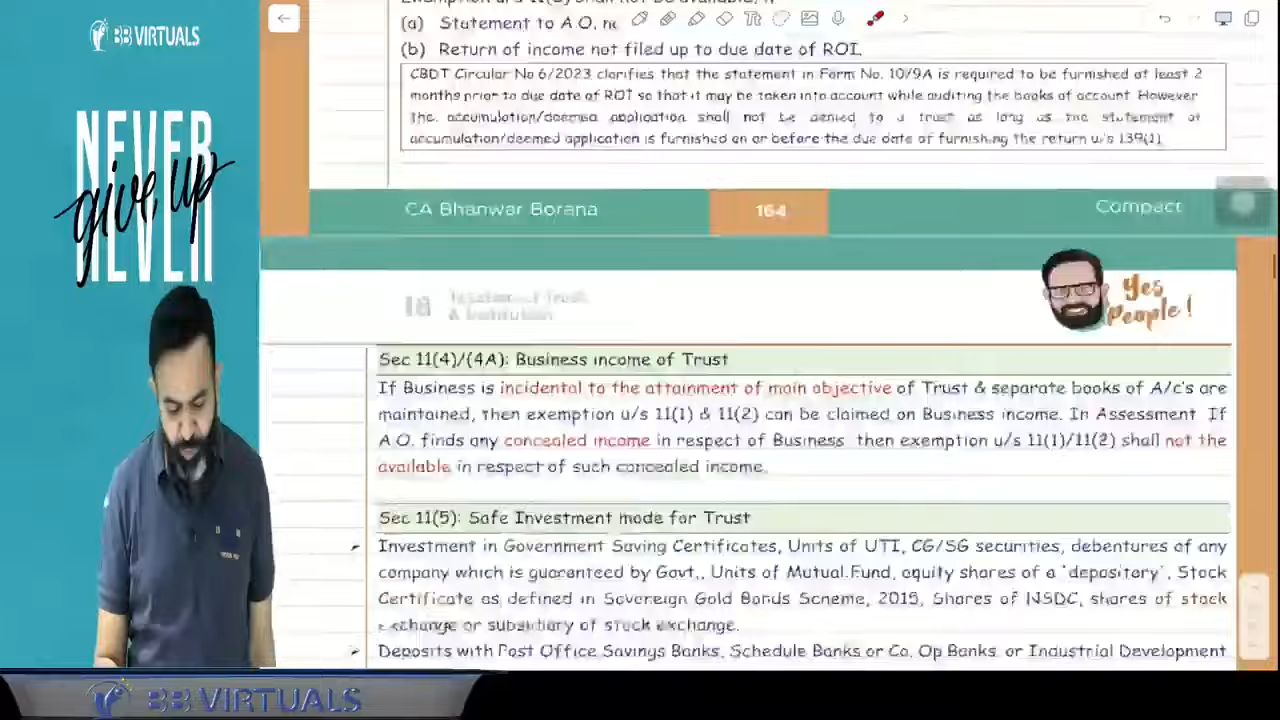 BB VIRTUALS
NEVER
give up
NEVER
(a) Statement to A.O.
(b) Return of income not filed up to due date of ROI.
CBDT Circular No 6/2023 clarifies that the statement in Form No. 10/9A is required to be furnished at least 2
months prior to due date of ROI so that it may be taken into account while auditing the books of account However
the accumulation/deemed application shall not be denied to a trust as long as the statement of
accumulation/deemed application is furnished on or before the due date of furnishing the return u/s 139(1)
CA Bhanwar Borana
164
Compact
Yes
People !
Sec 11(4)/(4A): Business income of Trust
If Business is incidental to the attainment of main objective of Trust & separate books of A/c's are
maintained, then exemption u/s 11(1) & 11(2) can be claimed on Business income. In Assessment If
A.O. finds any concealed income in respect of Business then exemption u/s 11(1)/11(2) shall not the
available in respect of such concealed income.
Sec 11(5): Safe Investment mode for Trust
Investment in Government Saving Certificates, Units of UTI, CG/SG securities, debentures of any
company which is guaranteed by Govt., Units of Mutual Fund, equity shares of a 'depository', Stock
Certificate as defined in Sovereign Gold Bonds Scheme, 2015, Shares of NSDC, shares of stock
exchange or subsidiary of stock exchange.
Deposits with Post Office Savings Banks, Schedule Banks or Co. Op Banks, or Industrial Development
BB VIRTUALS